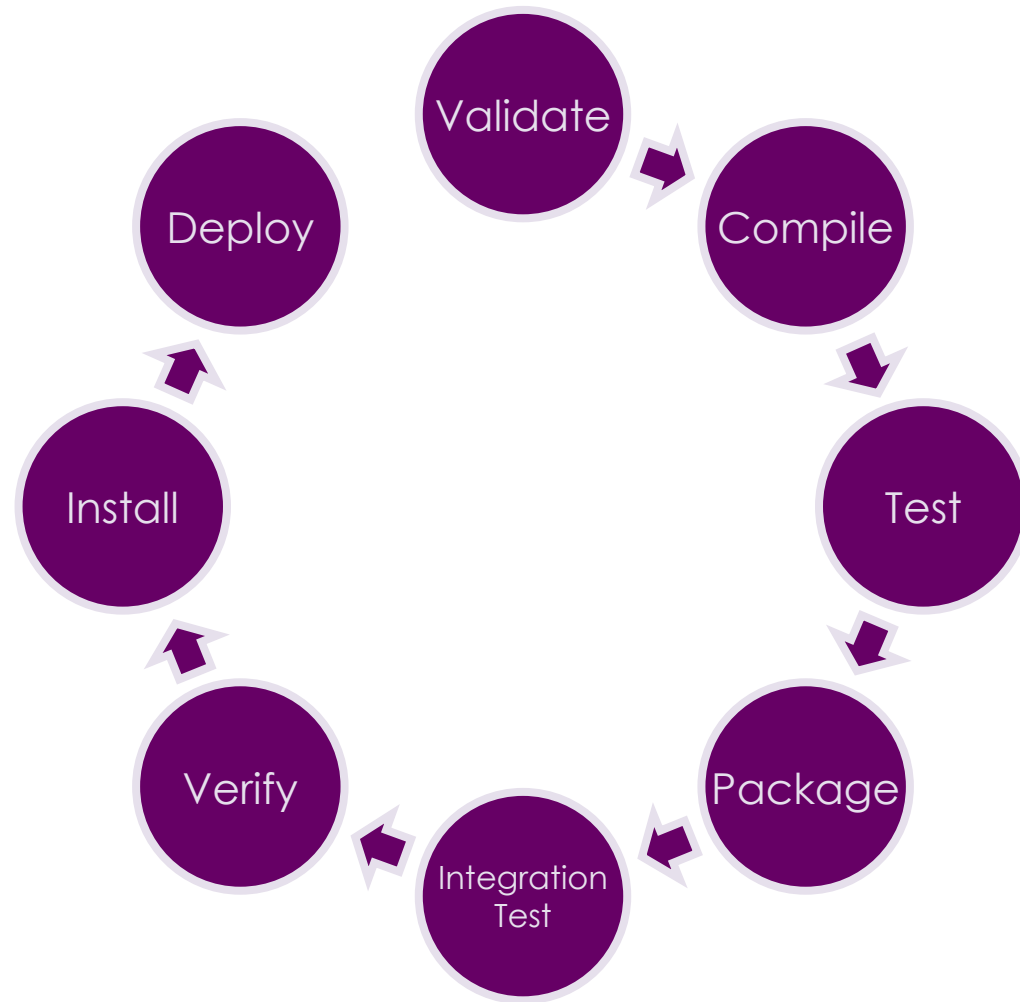 Validate
Compile
Test
Package
Integration
Test
Verify
Install
Deploy